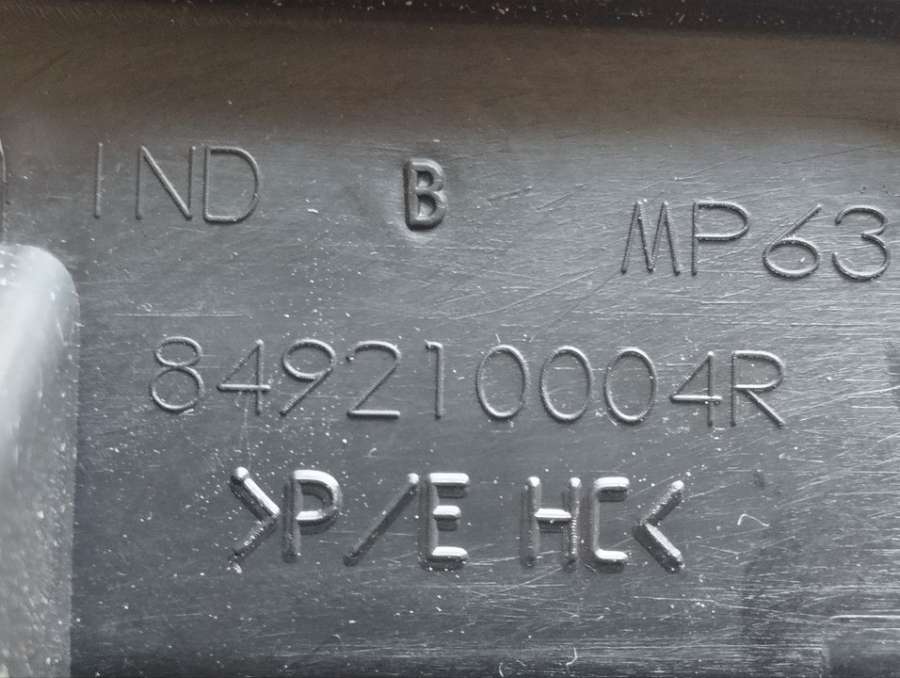 IND B
MP63
849210004R
>P/E HC<